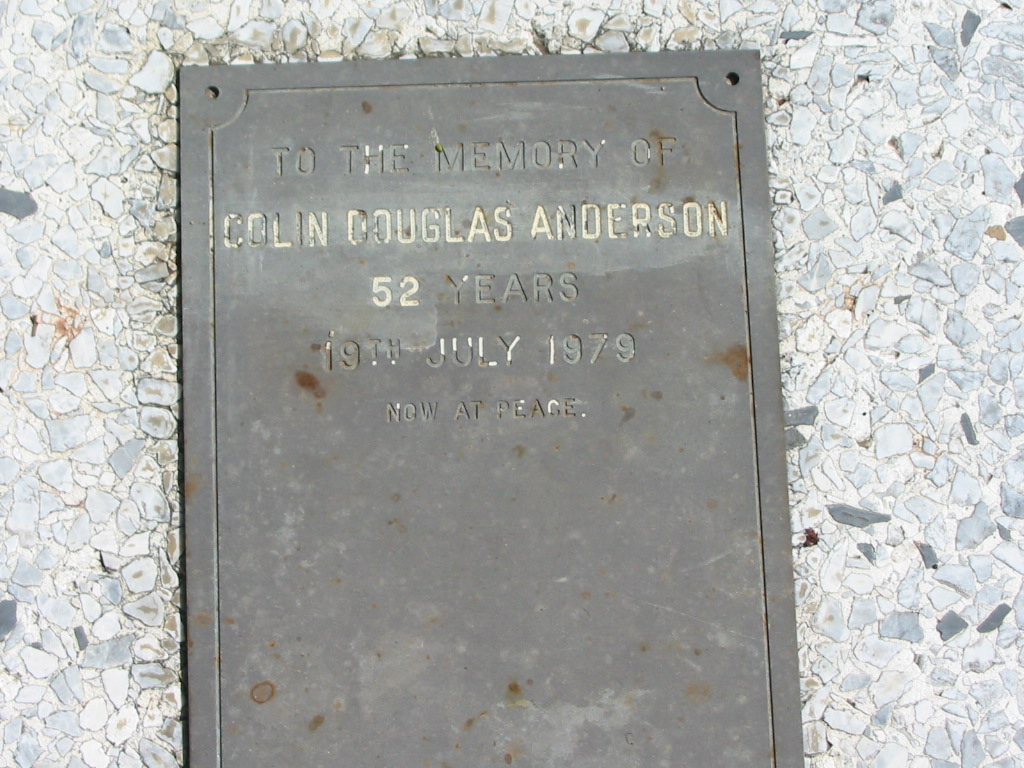 TO THE MEMORY OF
COLIN DOUGLAS ANDERSON
52 YEARS
19TH JULY 1979
NOW AT PEACE.